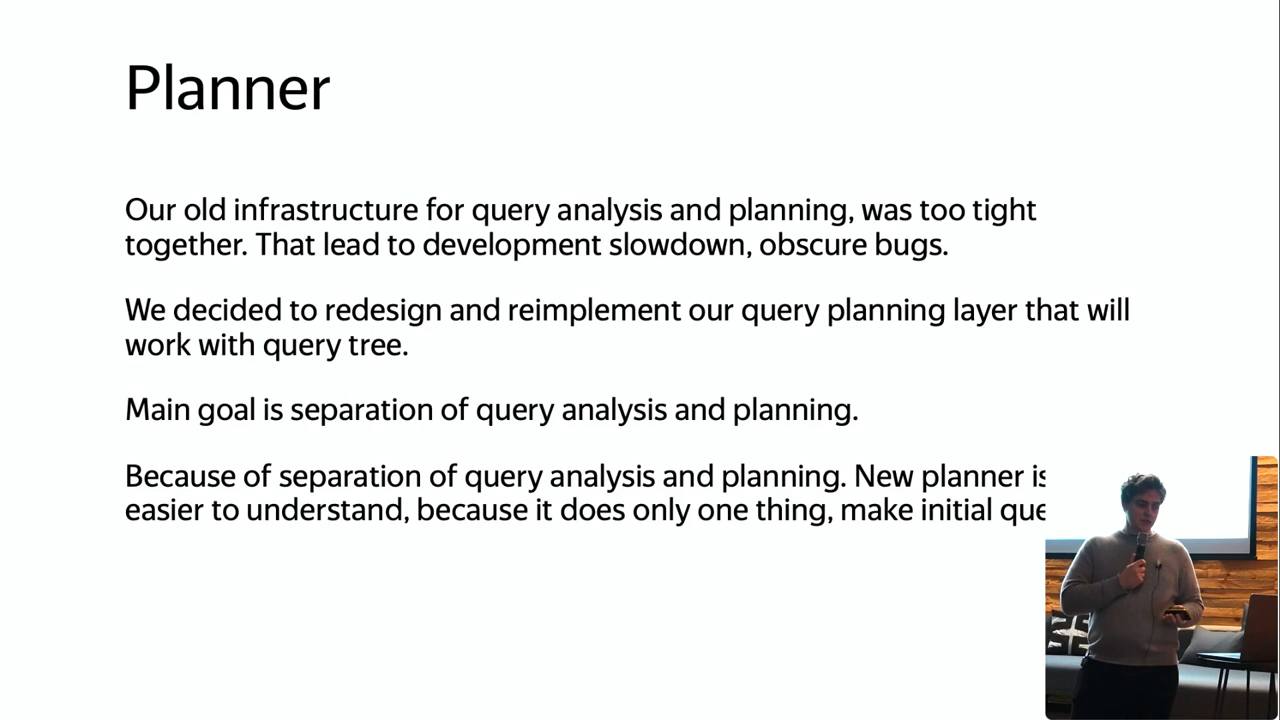 Planner
Our old infrastructure for query analysis and planning, was too tight
together. That lead to development slowdown, obscure bugs.
We decided to redesign and reimplement our query planning layer that will
work with query tree.
Main goal is separation of query analysis and planning.
Because of separation of query analysis and planning. New planner is
easier to understand, because it does only one thing, make initial que